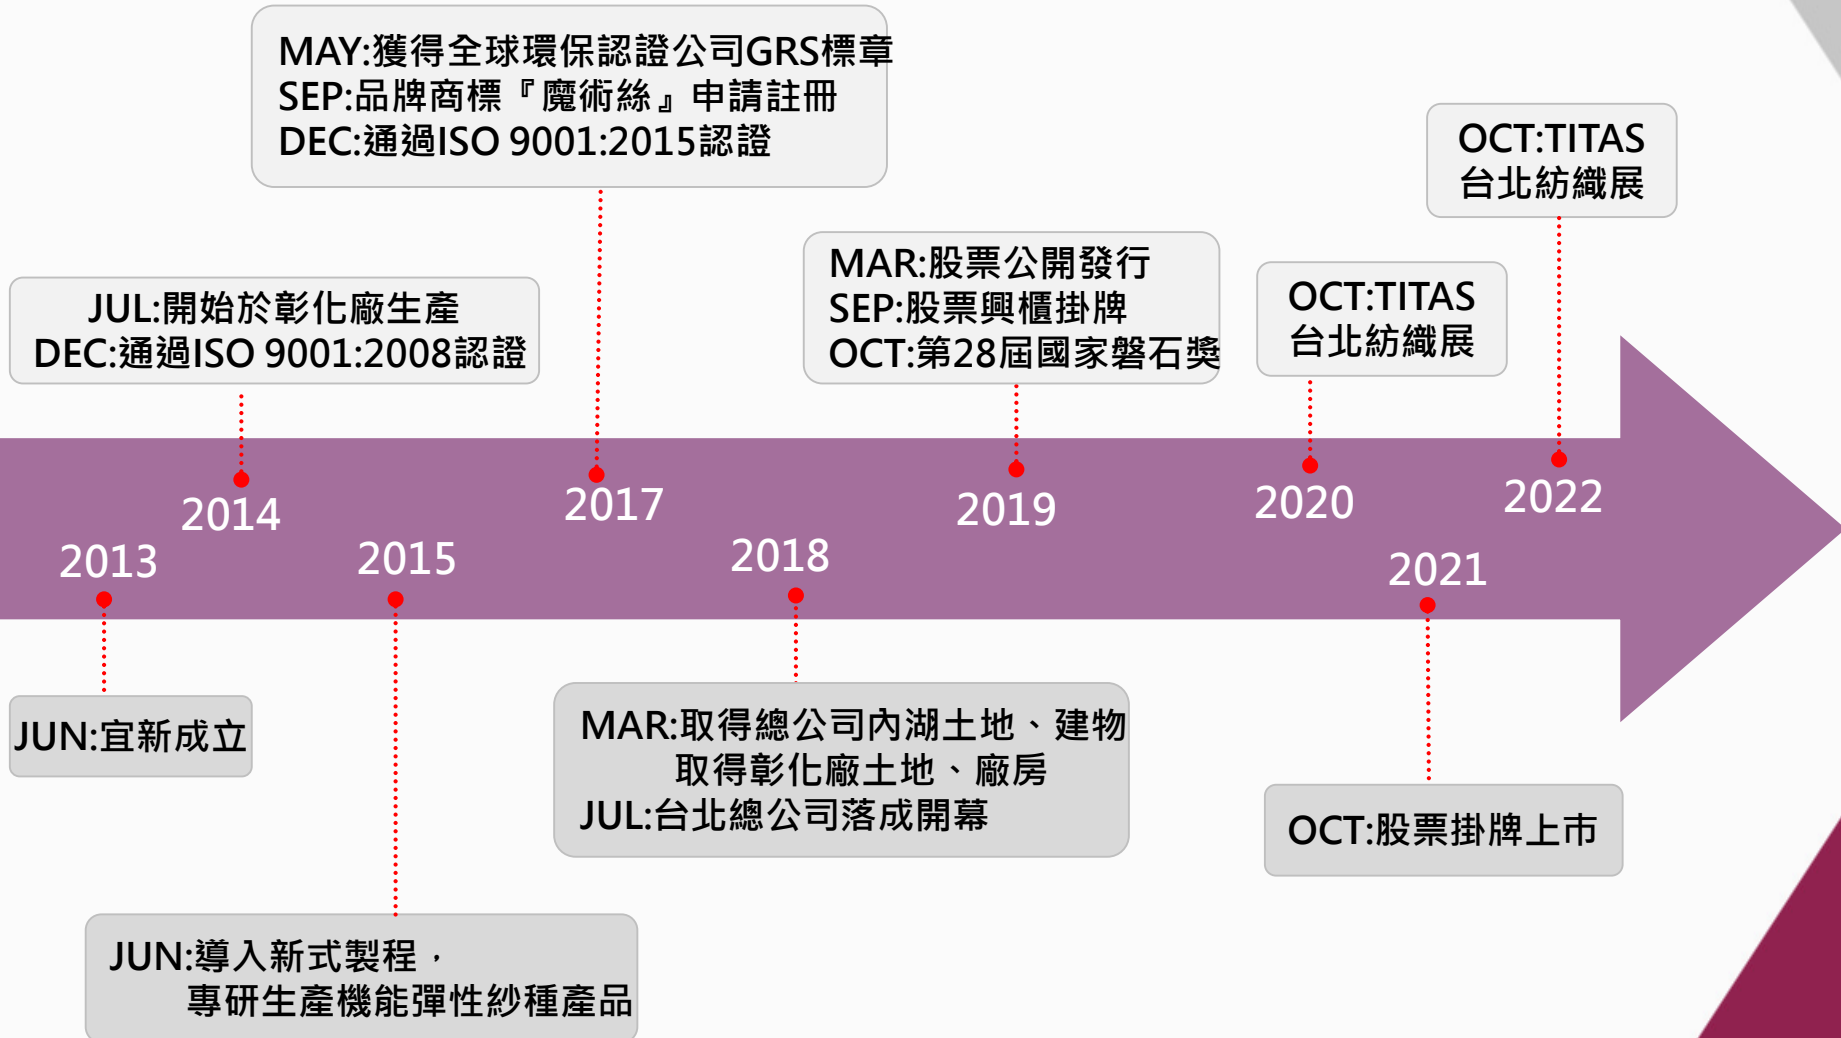 MAY:獲得全球環保認證公司GRS標章
SEP:品牌商標『魔術絲』申請註冊
DEC:通過ISO 9001:2015認證
OCT:TITAS
台北紡織展
MAR:股票公開發行
SEP:股票興櫃掛牌
OCT:第28屆國家磐石獎
OCT:TITAS
台北紡織展
JUL:開始於彰化廠生產
DEC:通過ISO 9001:2008認證
2014
2017
2019
2020
2022
2013
2015
2018
2021
JUN:宜新成立
MAR:取得總公司內湖土地、建物
取得彰化廠土地、廠房
JUL:台北總公司落成開幕
OCT:股票掛牌上市
JUN:導入新式製程，
專研生產機能彈性紗種產品